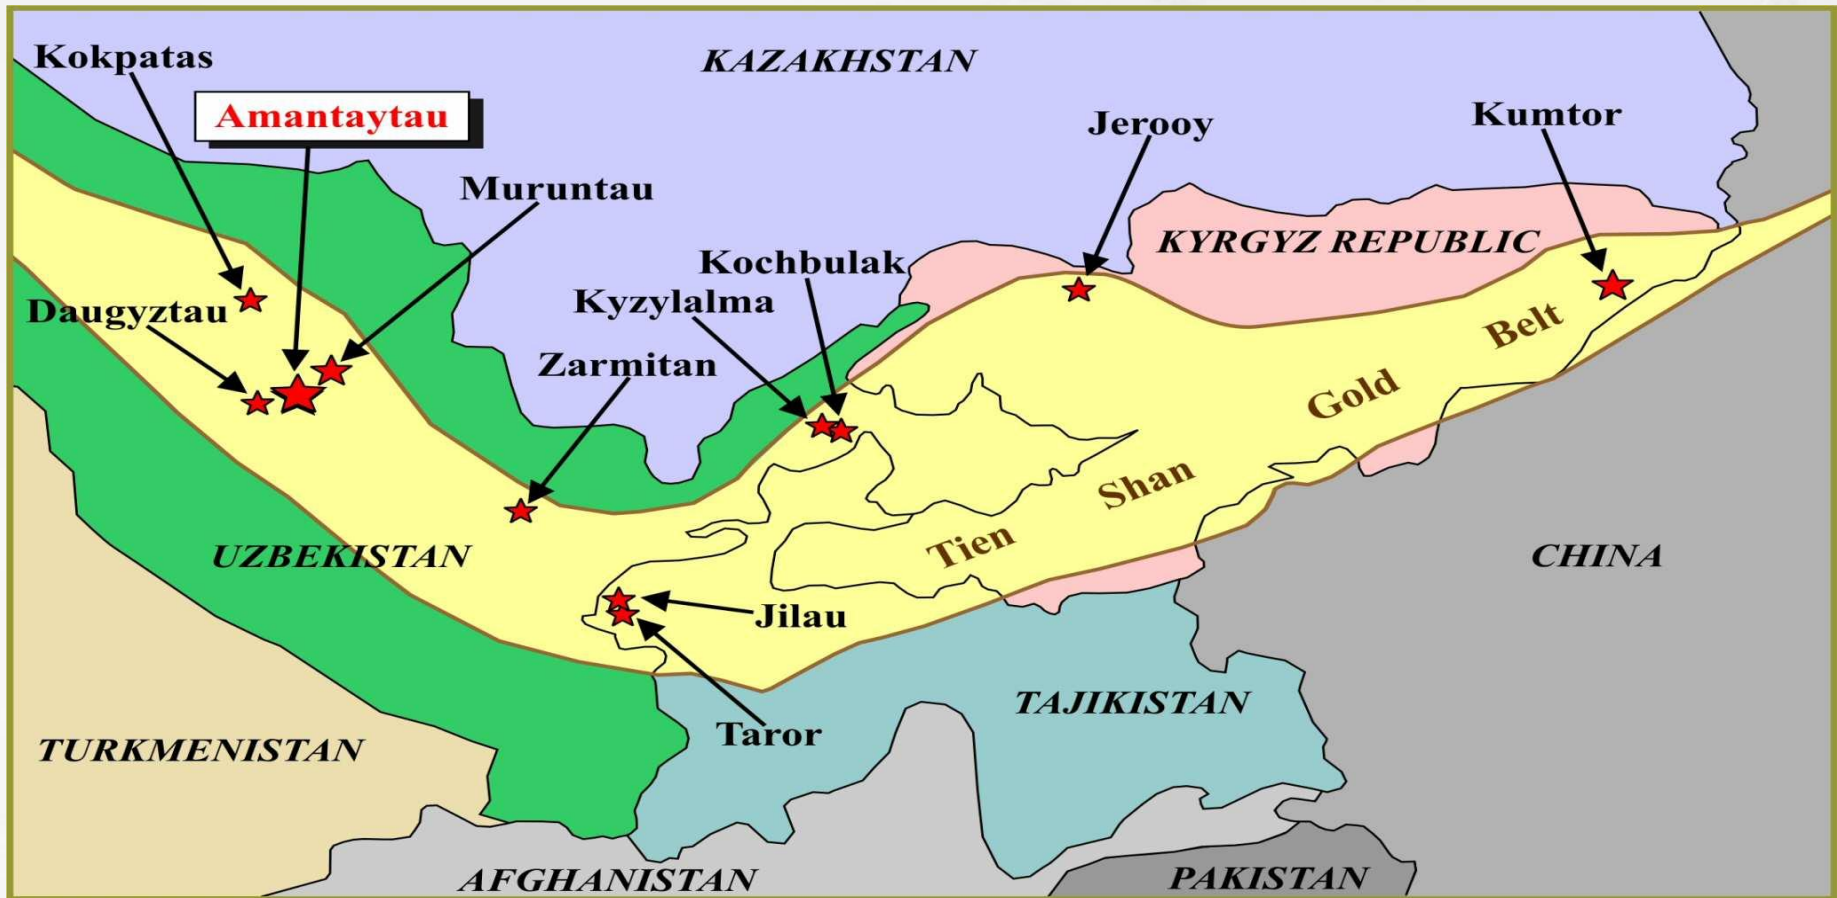 Kokpatas
KAZAKHSTAN
Amantaytau
Jerooy
Kumtor
Muruntau
KYRGYZ REPUBLIC
Kochbulak
Kyzylalma
Daugyztau
Belt
Zarmitan
Gold
Shan
Tien
UZBEKISTAN
CHINA
Jilau
TAJIKISTAN
Taror
TURKMENISTAN
AFGHANISTAN
PAKISTAN